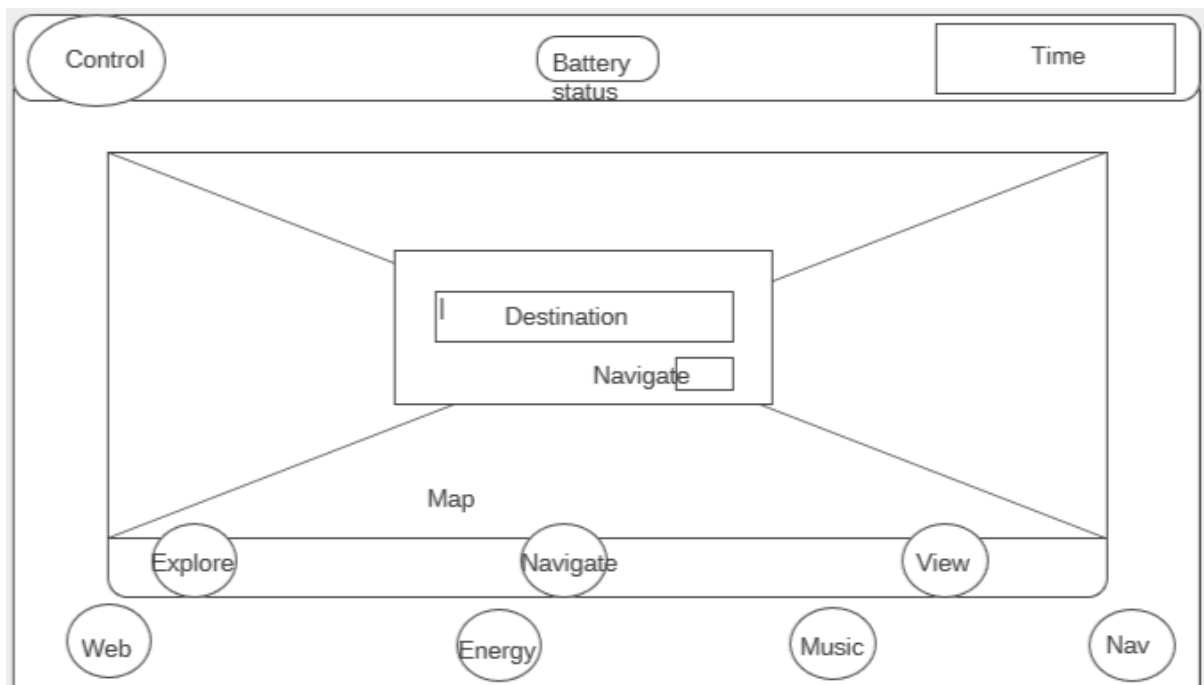 Control
Battery
status
Time
Destination
Navigate
Map
Explore
Navigate
View
Web
Energy
Music
Nav